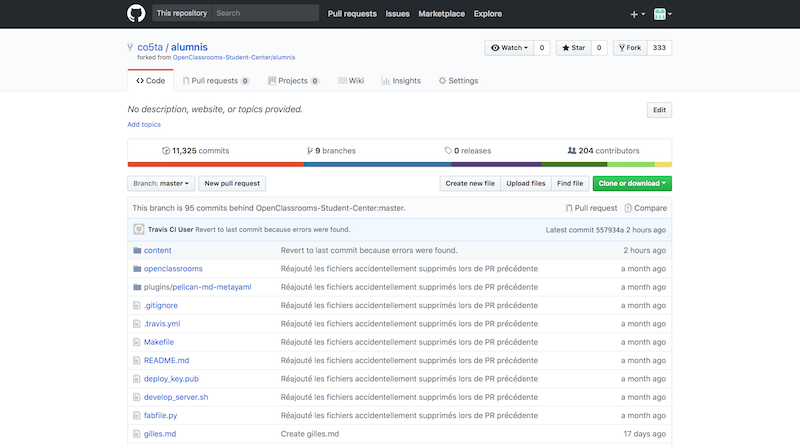 This repository Search Pull requests Issues Marketplace Explore
co5ta / alumnis Watch 0 Star 0 Fork 333
forked from OpenClassrooms-Student-Center/alumnis
Code Pull requests 0 Projects 0 Wiki Insights Settings
No description, website, or topics provided. Edit
Add topics
11,325 commits 9 branches 0 releases 204 contributors
Branch: master New pull request Create new file Upload files Find file Clone or download
This branch is 95 commits behind OpenClassrooms-Student-Center:master. Pull request Compare
Travis CI User Revert to last commit because errors were found. Latest commit 557934a 2 hours ago
content Revert to last commit because errors were found. 2 hours ago
openclassrooms Réajouté les fichiers accidentellement supprimés lors de PR précédente a month ago
plugins/pelican-md-metayaml Réajouté les fichiers accidentellement supprimés lors de PR précédente a month ago
.gitignore Réajouté les fichiers accidentellement supprimés lors de PR précédente a month ago
.travis.yml Réajouté les fichiers accidentellement supprimés lors de PR précédente a month ago
Makefile Réajouté les fichiers accidentellement supprimés lors de PR précédente a month ago
README.md Réajouté les fichiers accidentellement supprimés lors de PR précédente a month ago
deploy_key.pub Réajouté les fichiers accidentellement supprimés lors de PR précédente a month ago
develop_server.sh Réajouté les fichiers accidentellement supprimés lors de PR précédente a month ago
fabfile.py Réajouté les fichiers accidentellement supprimés lors de PR précédente a month ago
gilles.md Create gilles.md 17 days ago